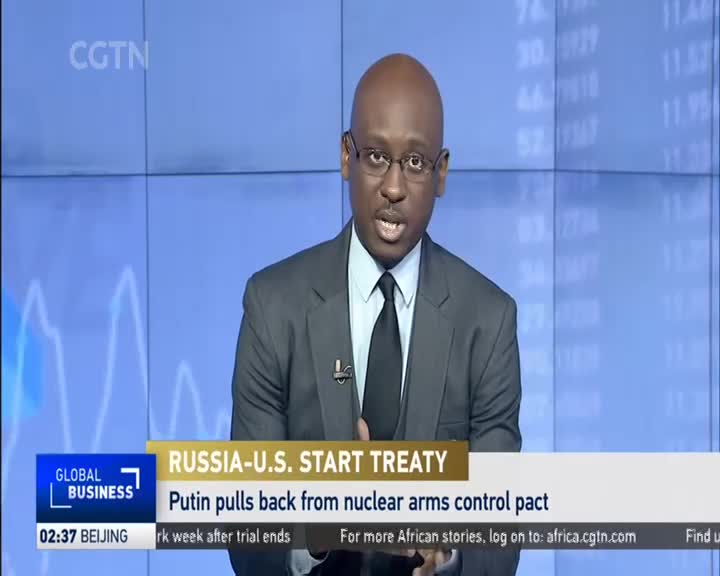 CGTN
RUSSIA-U.S. START TREATY
GLOBAL
BUSINESS
Putin pulls back from nuclear arms control pact
02:37 BEIJING
rk week after trial ends For more African stories, log on to: africa.cgtn.com Find u